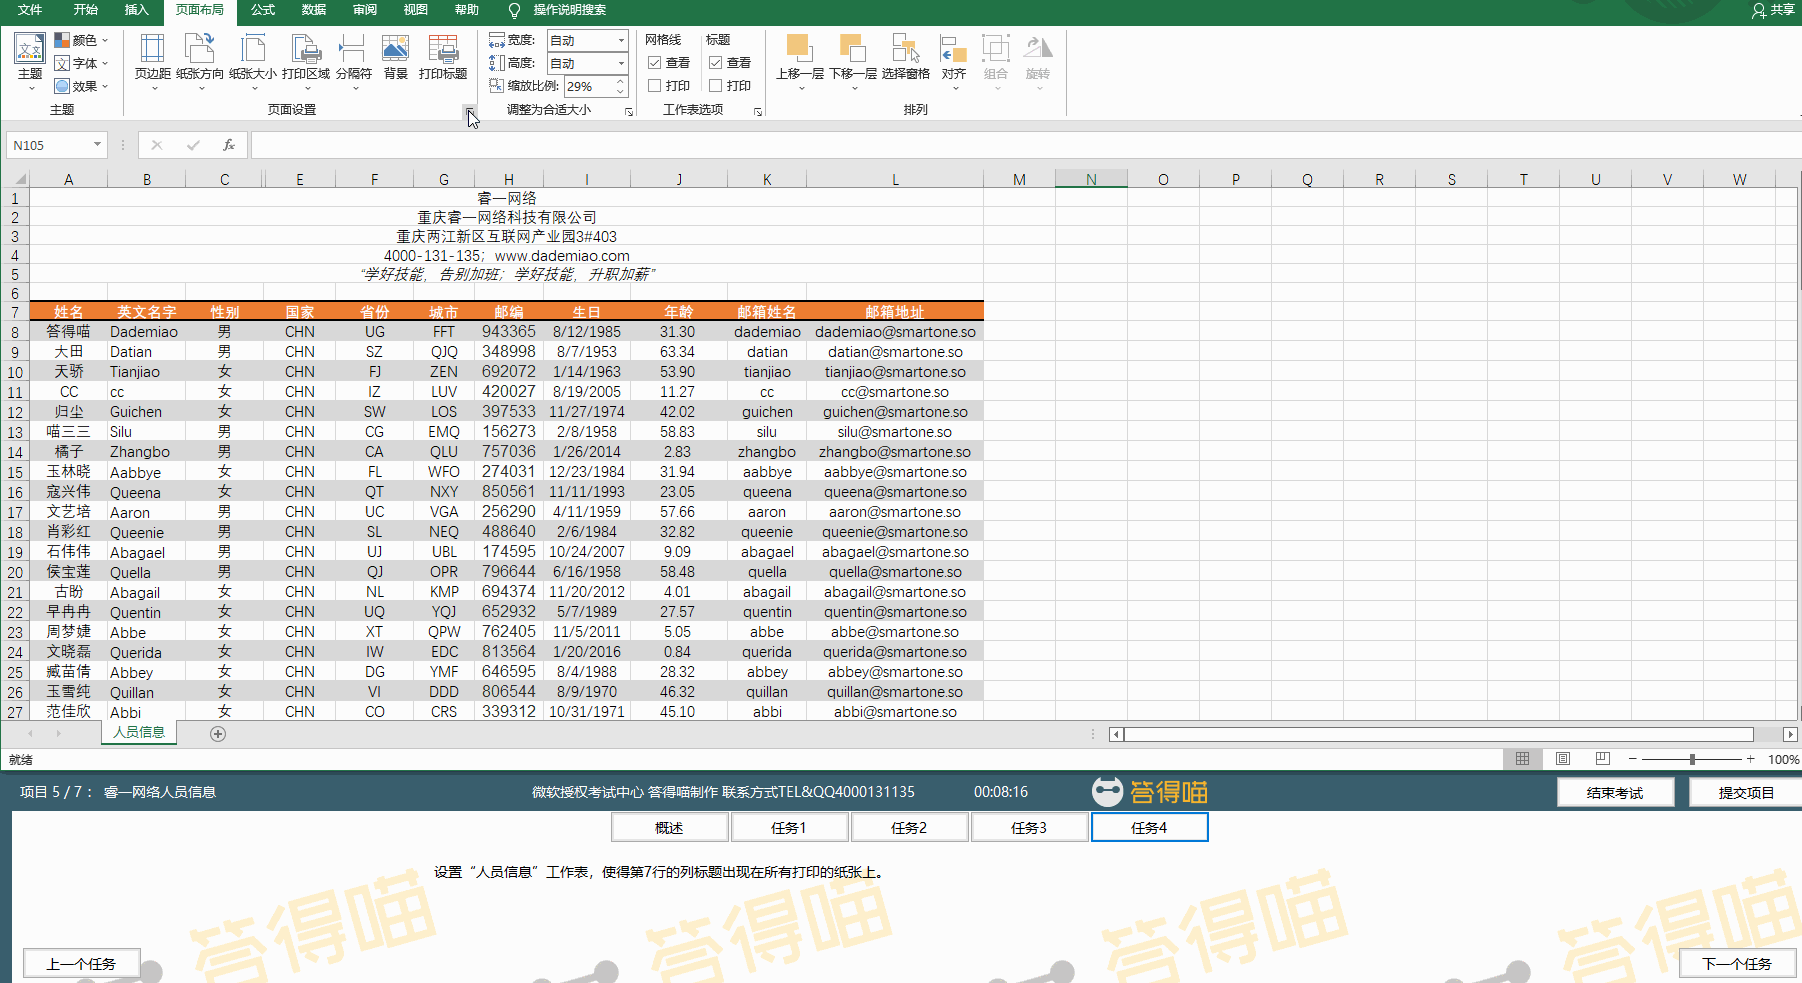 文件 开始 插入 页面布局 公式 数据 审阅 视图 帮助 操作说明搜索 共享
主题 颜色 字体 效果 页边距 纸张方向 纸张大小 打印区域 分隔符 背景 打印标题 宽度: 自动 高度: 自动 缩放比例: 29% 网格线 查看 打印 标题 查看 打印 上移一层 下移一层 选择窗格 对齐 组合 旋转
主题 页面设置 调整为合适大小 工作表选项 排列
N105 fx
A B C E F G H I J K L M N O P Q R S T U V W
1 睿一网络
2 重庆睿一网络科技有限公司
3 重庆两江新区互联网产业园3#403
4 4000-131-135；www.dademiao.com
5 “学好技能，告别加班；学好技能，升职加薪”
6
7 姓名 英文名字 性别 国家 省份 城市 邮编 生日 年龄 邮箱姓名 邮箱地址
8 答得喵 Dademiao 男 CHN UG FFT 943365 8/12/1985 31.30 dademiao dademiao@smartone.so
9 大田 Datian 男 CHN SZ QJQ 348998 8/7/1953 63.34 datian datian@smartone.so
10 天骄 Tianjiao 女 CHN FJ ZEN 692072 1/14/1963 53.90 tianjiao tianjiao@smartone.so
11 CC cc 女 CHN IZ LUV 420027 8/19/2005 11.27 cc cc@smartone.so
12 归尘 Guichen 女 CHN SW LOS 397533 11/27/1974 42.02 guichen guichen@smartone.so
13 喵三三 Silu 男 CHN CG EMQ 156273 2/8/1958 58.83 silu silu@smartone.so
14 橘子 Zhangbo 男 CHN CA QLU 757036 1/26/2014 2.83 zhangbo zhangbo@smartone.so
15 玉林晓 Aabbye 女 CHN FL WFO 274031 12/23/1984 31.94 aabbye aabbye@smartone.so
16 寇兴伟 Queena 女 CHN QT NXY 850561 11/11/1993 23.05 queena queena@smartone.so
17 文艺培 Aaron 男 CHN UC VGA 256290 4/11/1959 57.66 aaron aaron@smartone.so
18 肖彩红 Queenie 男 CHN SL NEQ 488640 2/6/1984 32.82 queenie queenie@smartone.so
19 石伟伟 Abagael 男 CHN UJ UBL 174595 10/24/2007 9.09 abagael abagael@smartone.so
20 侯宝莲 Quella 男 CHN QJ OPR 796644 6/16/1958 58.48 quella quella@smartone.so
21 古盼 Abagail 女 CHN NL KMP 694374 11/20/2012 4.01 abagail abagail@smartone.so
22 早冉冉 Quentin 女 CHN UQ YQJ 652932 5/7/1989 27.57 quentin quentin@smartone.so
23 周梦婕 Abbe 女 CHN XT QPW 762405 11/5/2011 5.05 abbe abbe@smartone.so
24 文晓磊 Querida 女 CHN IW EDC 813564 1/20/2016 0.84 querida querida@smartone.so
25 臧苗倩 Abbey 女 CHN DG YMF 646595 8/4/1988 28.32 abbey abbey@smartone.so
26 玉雪纯 Quillan 女 CHN VI DDD 806544 8/9/1970 46.32 quillan quillan@smartone.so
27 范佳欣 Abbi 女 CHN CO CRS 339312 10/31/1971 45.10 abbi abbi@smartone.so
人员信息
就绪 100%
项目 5 / 7 ： 睿一网络人员信息 微软授权考试中心 答得喵制作 联系方式TEL&QQ4000131135 00:08:16 答得喵 结束考试 提交项目
概述 任务1 任务2 任务3 任务4
设置“人员信息”工作表，使得第7行的列标题出现在所有打印的纸张上。
答得喵 答得喵 答得喵 答得喵
上一个任务 下一个任务